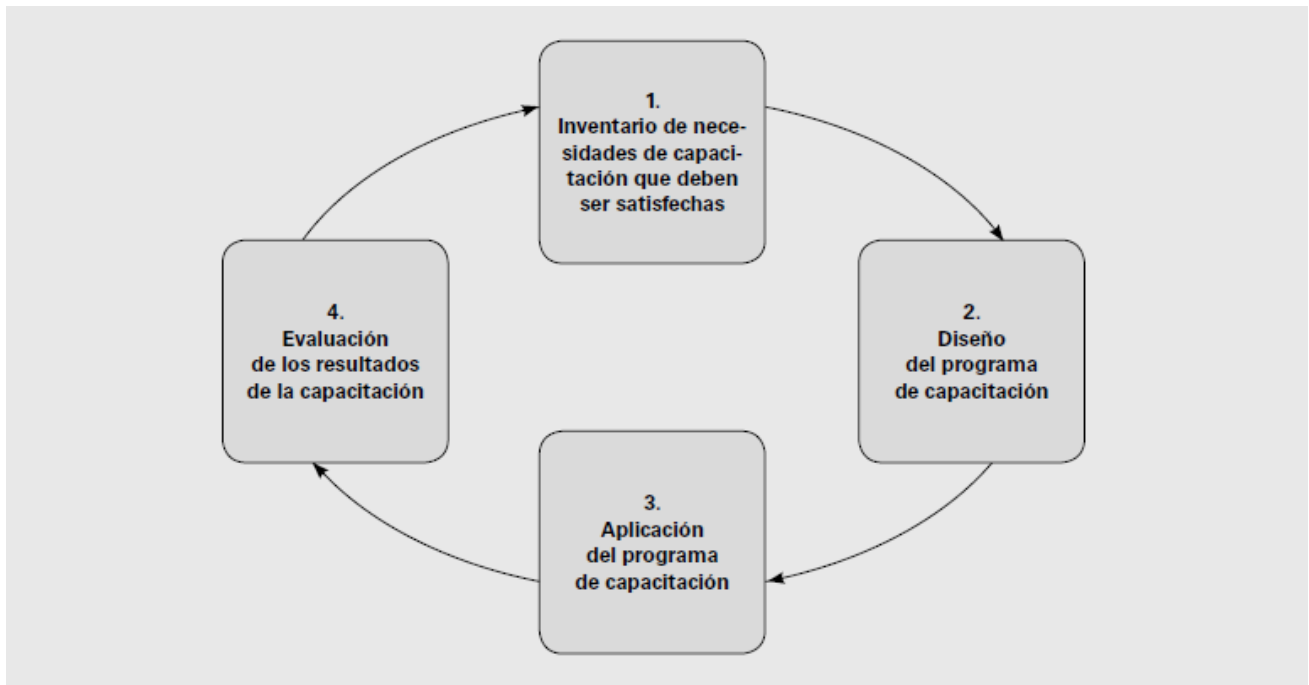 1.
Inventario de nece-
sidades de capaci-
tación que deben
ser satisfechas
2.
Diseño
del programa
de capacitación
3.
Aplicación
del programa
de capacitación
4.
Evaluación
de los resultados
de la capacitación